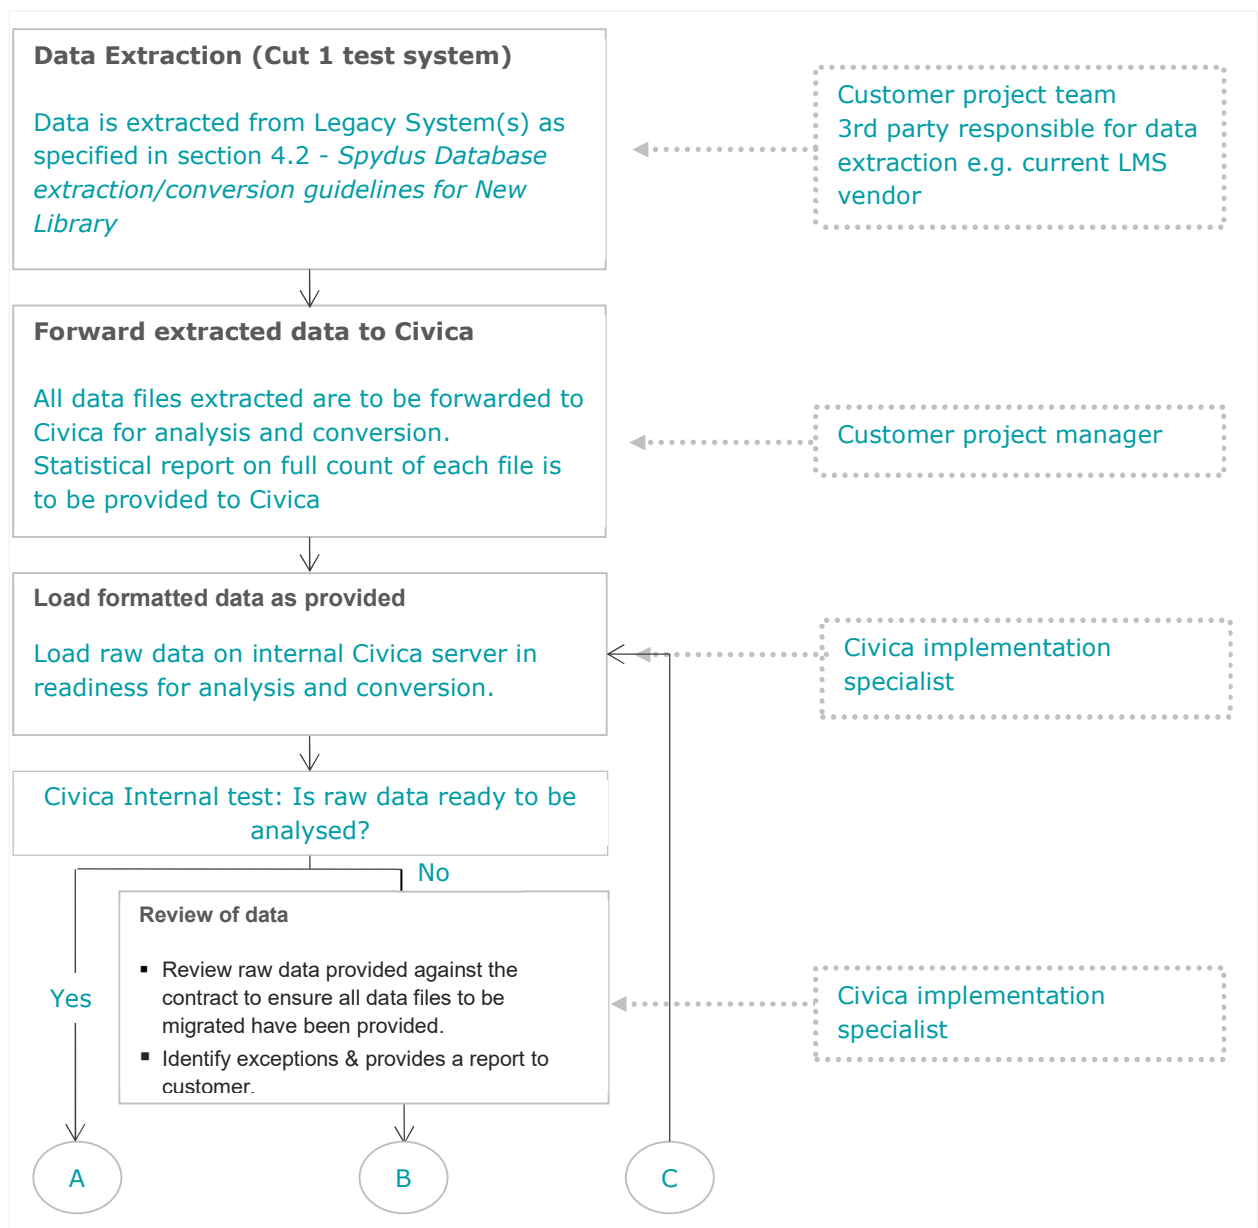 Data Extraction (Cut 1 test system)
Data is extracted from Legacy System(s) as
specified in section 4.2 - Spydus Database
extraction/conversion guidelines for New
Library
Customer project team
3rd party responsible for data
extraction e.g. current LMS
vendor
Forward extracted data to Civica
All data files extracted are to be forwarded to
Civica for analysis and conversion.
Statistical report on full count of each file is
to be provided to Civica
Customer project manager
Load formatted data as provided
Load raw data on internal Civica server in
readiness for analysis and conversion.
Civica implementation
specialist
Civica Internal test: Is raw data ready to be
analysed?
No
Yes
Review of data
▪ Review raw data provided against the
contract to ensure all data files to be
migrated have been provided.
▪ Identify exceptions & provides a report to
customer.
Civica implementation
specialist
A
B
C